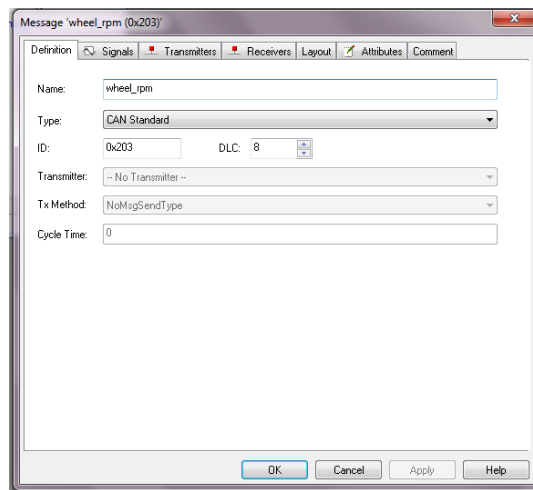 Message 'wheel_rpm (0x203)'
Definition Signals Transmitters Receivers Layout Attributes Comment
Name: wheel_rpm
Type: CAN Standard
ID: 0x203 DLC: 8
Transmitter: -- No Transmitter --
Tx Method: NoMsgSendType
Cycle Time: 0
OK Cancel Apply Help